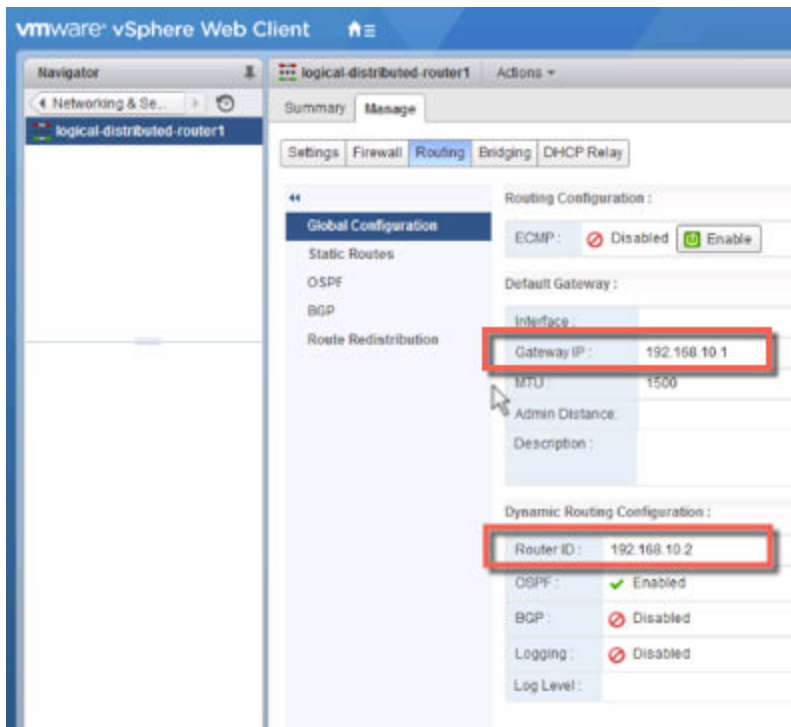 vmware® vSphere Web Client
Navigator
Networking & Se...
logical-distributed-router1
logical-distributed-router1 Actions
Summary Manage
Settings Firewall Routing Bridging DHCP Relay
Global Configuration
Static Routes
OSPF
BGP
Route Redistribution
Routing Configuration :
ECMP : Disabled Enable
Default Gateway :
Interface :
Gateway IP : 192.168.10.1
MTU : 1500
Admin Distance:
Description :
Dynamic Routing Configuration :
Router ID : 192.168.10.2
OSPF : Enabled
BGP : Disabled
Logging : Disabled
Log Level :